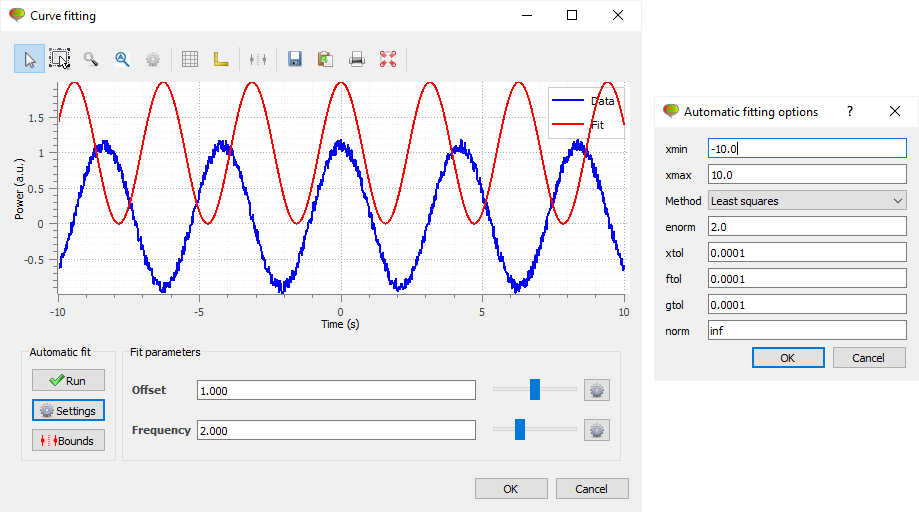 Curve fitting
1.5
1
0.5
0
-0.5
Power (a.u.)
Data
Fit
-10
-5
0
5
10
Time (s)
Automatic fit
Run
Settings
Bounds
Fit parameters
Offset
1.000
Frequency
2.000
OK
Cancel
Automatic fitting options
?
xmin
-10.0
xmax
10.0
Method
Least squares
enorm
2.0
xtol
0.0001
ftol
0.0001
gtol
0.0001
norm
inf
OK
Cancel